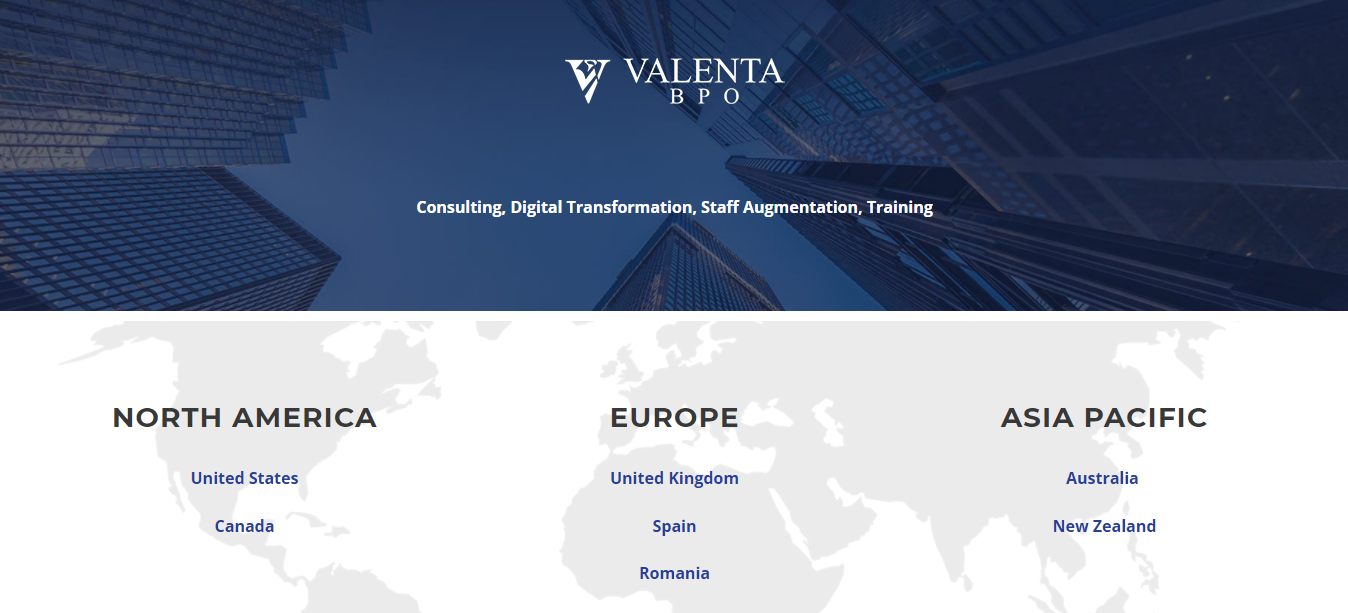 VALENTA
BPO
Consulting, Digital Transformation, Staff Augmentation, Training
NORTH AMERICA
United States
Canada
EUROPE
United Kingdom
Spain
Romania
ASIA PACIFIC
Australia
New Zealand